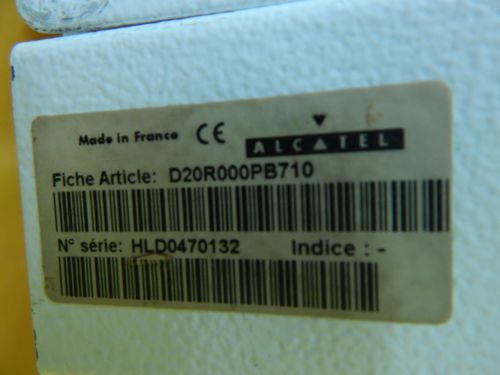 Made in France CE ALCATEL
Fiche Article: D20R000PB710
N° série: HLD0470132 Indice : -